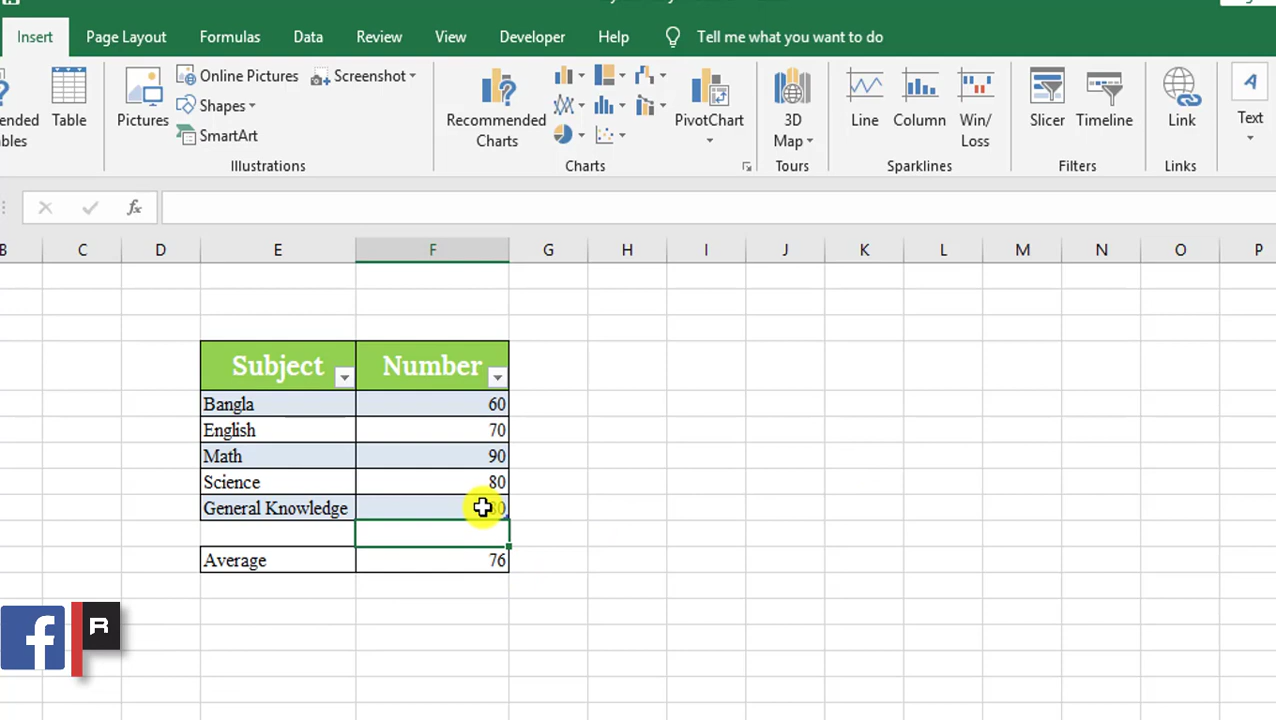 Insert Page Layout Formulas Data Review View Developer Help Tell me what you want to do
Online Pictures Screenshot
Shapes
SmartArt
Table Pictures Recommended Charts PivotChart 3D Map Line Column Win/ Loss Slicer Timeline Link Text
Illustrations Charts Tours Sparklines Filters Links
fx
B C D E F G H I J K L M N O P
Subject Number
Bangla 60
English 70
Math 90
Science 80
General Knowledge
Average 76
f R